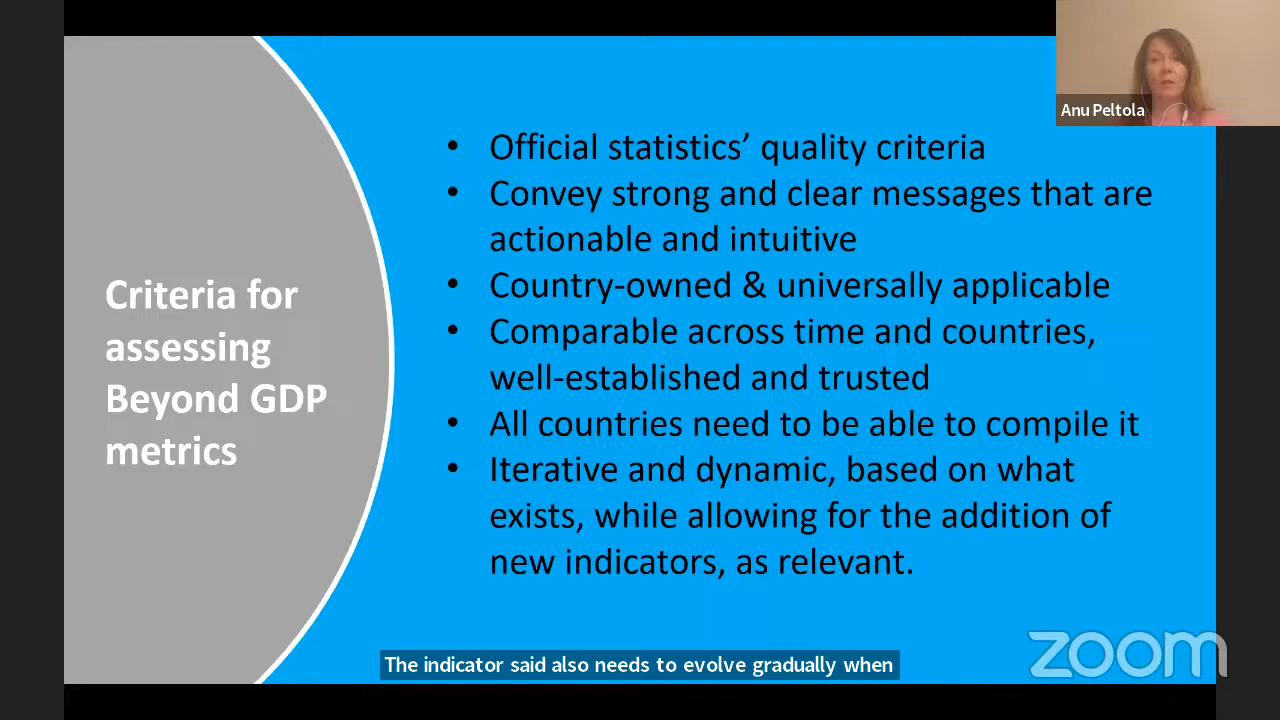 Anu Peltola
• Official statistics’ quality criteria
• Convey strong and clear messages that are
actionable and intuitive
• Country-owned & universally applicable
• Comparable across time and countries,
well-established and trusted
• All countries need to be able to compile it
• Iterative and dynamic, based on what
exists, while allowing for the addition of
new indicators, as relevant.
Criteria for
assessing
Beyond GDP
metrics
The indicator said also needs to evolve gradually when
zoom